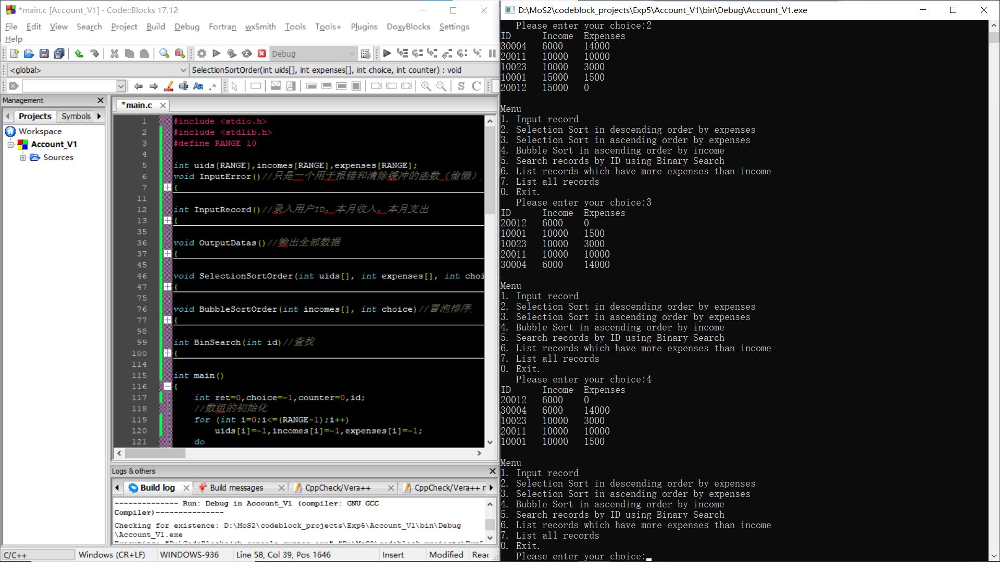 *main.c [Account_V1] - Code::Blocks 17.12
File Edit View Search Project Build Debug Fortran wxSmith Tools Tools+ Plugins DoxyBlocks Settings
Help
Debug
<global>
SelectionSortOrder(int uids[], int expenses[], int choice, int counter) : void
S C
Management
Projects Symbols
Workspace
Account_V1
Sources
*main.c
1 #include <stdio.h>
2 #include <stdlib.h>
3 #define RANGE 10
4
5 int uids[RANGE],incomes[RANGE],expenses[RANGE];
6 void InputError()//只是一个用于报错和清除缓冲的函数（偷懒）
7 {
11
12 int InputRecord()//录入用户ID，本月收入，本月支出
13 {
35
36 void OutputDatas()//输出全部数据
37 {
45
46 void SelectionSortOrder(int uids[], int expenses[], int choi
47 {
75
76 void BubbleSortOrder(int incomes[], int choice)//冒泡排序
77 {
98
99 int BinSearch(int id)//查找
100 {
114
115 int main()
116 {
117 int ret=0,choice=-1,counter=0,id;
118 //数组的初始化
119 for (int i=0;i<=(RANGE-1);i++)
120 uids[i]=-1,incomes[i]=-1,expenses[i]=-1;
121 do
Logs & others
Build log Build messages CppCheck/Vera++ CppCheck/Vera++ n
-------------- Run: Debug in Account_V1 (compiler: GNU GCC
Compiler)---------------
Checking for existence: D:\MoS2\codeblock_projects\Exp5\Account_V1\bin\Debug
\Account_V1.exe
C/C++ Windows (CR+LF) WINDOWS-936 Line 58, Col 39, Pos 1646 Insert Modified Read
D:\MoS2\codeblock_projects\Exp5\Account_V1\bin\Debug\Account_V1.exe
Please enter your choice:2
ID Income Expenses
30004 6000 14000
20011 10000 10000
10023 10000 3000
10001 15000 1500
20012 15000 0
Menu
1. Input record
2. Selection Sort in descending order by expenses
3. Selection Sort in ascending order by expenses
4. Bubble Sort in ascending order by income
5. Search records by ID using Binary Search
6. List records which have more expenses than income
7. List all records
0. Exit.
Please enter your choice:3
ID Income Expenses
20012 6000 0
10001 10000 1500
10023 10000 3000
20011 10000 10000
30004 6000 14000
Menu
1. Input record
2. Selection Sort in descending order by expenses
3. Selection Sort in ascending order by expenses
4. Bubble Sort in ascending order by income
5. Search records by ID using Binary Search
6. List records which have more expenses than income
7. List all records
0. Exit.
Please enter your choice:4
ID Income Expenses
20012 6000 0
30004 6000 14000
10023 10000 3000
20011 10000 10000
10001 10000 1500
Menu
1. Input record
2. Selection Sort in descending order by expenses
3. Selection Sort in ascending order by expenses
4. Bubble Sort in ascending order by income
5. Search records by ID using Binary Search
6. List records which have more expenses than income
7. List all records
0. Exit.
Please enter your choice: